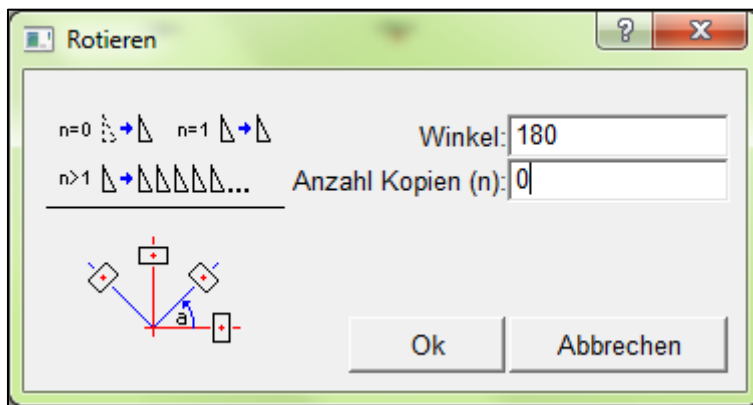 Rotieren
n=0 n=1
n>1 ...
Winkel: 180
Anzahl Kopien (n): 0
a
Ok Abbrechen